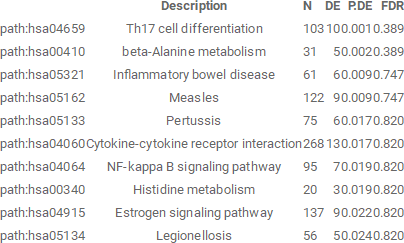 Description N DE P.DE FDR
path:hsa04659 Th17 cell differentiation 103 10 0.001 0.389
path:hsa00410 beta-Alanine metabolism 31 5 0.002 0.389
path:hsa05321 Inflammatory bowel disease 61 6 0.009 0.747
path:hsa05162 Measles 122 9 0.009 0.747
path:hsa05133 Pertussis 75 6 0.017 0.820
path:hsa04060 Cytokine-cytokine receptor interaction 268 13 0.017 0.820
path:hsa04064 NF-kappa B signaling pathway 95 7 0.019 0.820
path:hsa00340 Histidine metabolism 20 3 0.019 0.820
path:hsa04915 Estrogen signaling pathway 137 9 0.022 0.820
path:hsa05134 Legionellosis 56 5 0.024 0.820